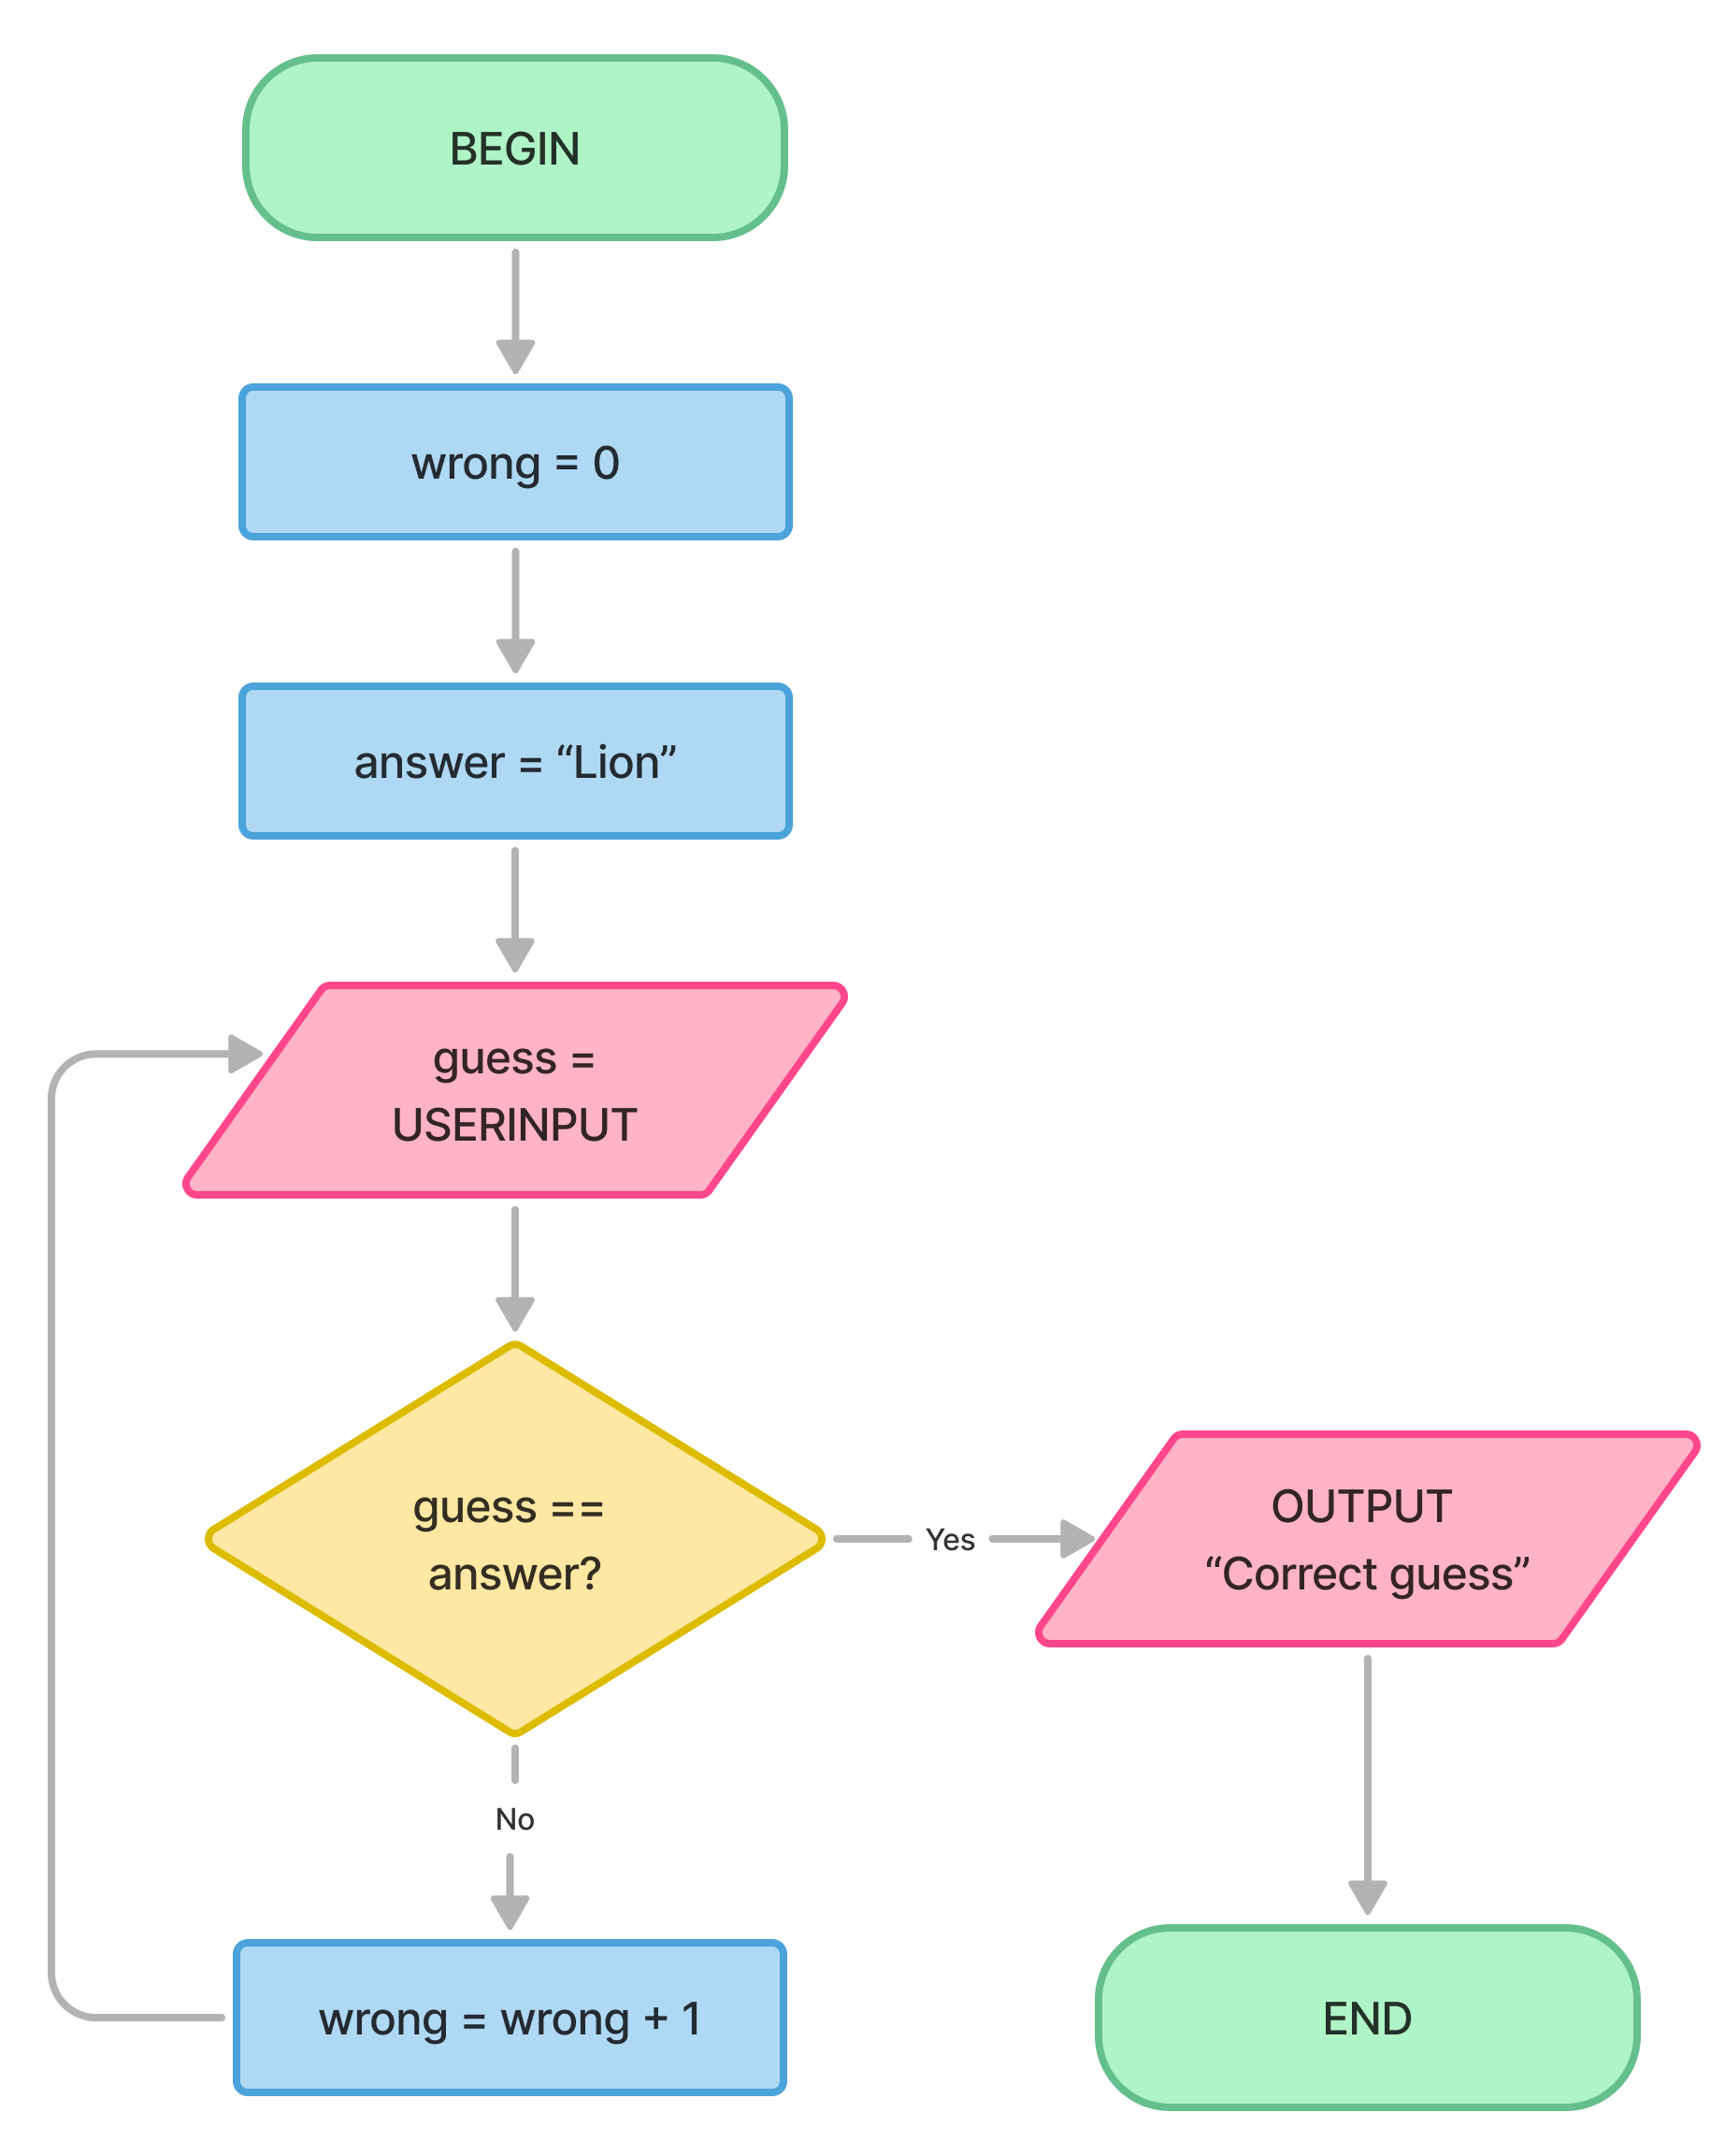 BEGIN
wrong = 0
answer = “Lion”
guess =
USERINPUT
guess ==
answer?
Yes
OUTPUT
“Correct guess”
No
wrong = wrong + 1
END